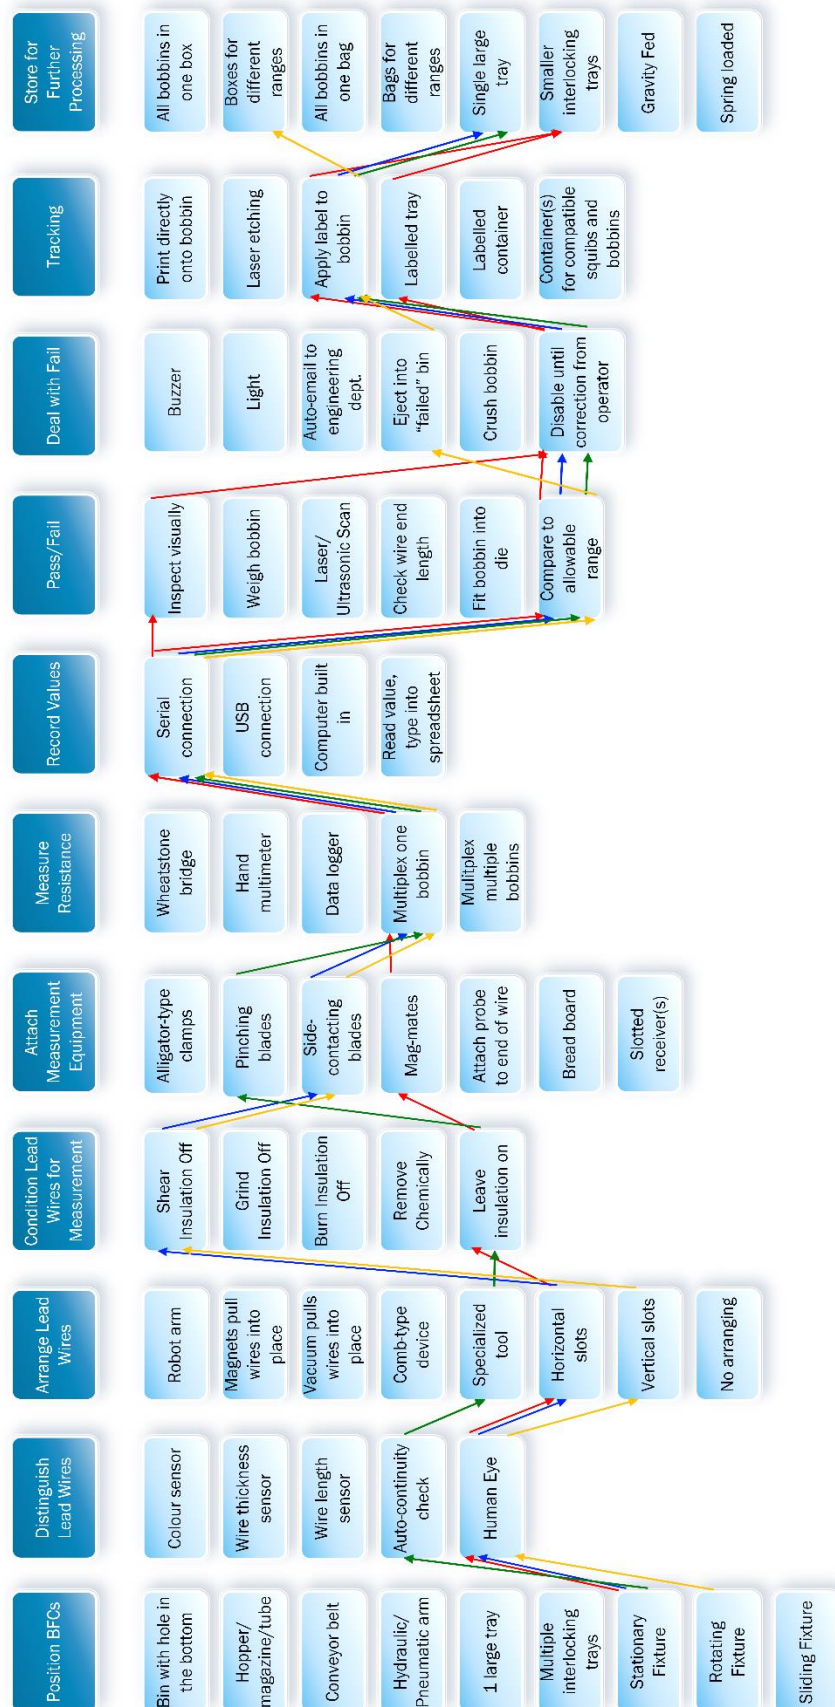 Position BFCs
Bin with hole in
the bottom
Hopper/
magazine/tube
Conveyor belt
Hydraulic/
Pneumatic arm
1 large tray
Multiple
interlocking
trays
Stationary
Fixture
Rotating
Fixture
Sliding Fixture
Distinguish
Lead Wires
Colour sensor
Wire thickness
sensor
Wire length
sensor
Auto-continuity
check
Human Eye
Arrange Lead
Wires
Robot arm
Magnets pull
wires into
place
Vacuum pulls
wires into
place
Comb-type
device
Specialized
tool
Horizontal
slots
Vertical slots
No arranging
Condition Lead
Wires for
Measurement
Shear
Insulation Off
Grind
Insulation Off
Burn Insulation
Off
Remove
Chemically
Leave
insulation on
Attach
Measurement
Equipment
Alligator-type
clamps
Pinching
blades
Side-
contacting
blades
Mag-mates
Attach probe
to end of wire
Bread board
Slotted
receiver(s)
Measure
Resistance
Wheatstone
bridge
Hand
multimeter
Data logger
Multiplex one
bobbin
Mulitplex
multiple
bobbins
Record Values
Serial
connection
USB
connection
Computer built
in
Read value,
type into
spreadsheet
Pass/Fail
Inspect visually
Weigh bobbin
Laser/
Ultrasonic Scan
Check wire end
length
Fit bobbin into
die
Compare to
allowable
range
Deal with Fail
Buzzer
Light
Auto-email to
engineering
dept.
Eject into
“failed” bin
Crush bobbin
Disable until
correction from
operator
Tracking
Print directly
onto bobbin
Laser etching
Apply label to
bobbin
Labelled tray
Labelled
container
Container(s)
for compatible
squibs and
bobbins
Store for
Further
Processing
All bobbins in
one box
Boxes for
different
ranges
All bobbins in
one bag
Bags for
different
ranges
Single large
tray
Smaller
interlocking
trays
Gravity Fed
Spring loaded